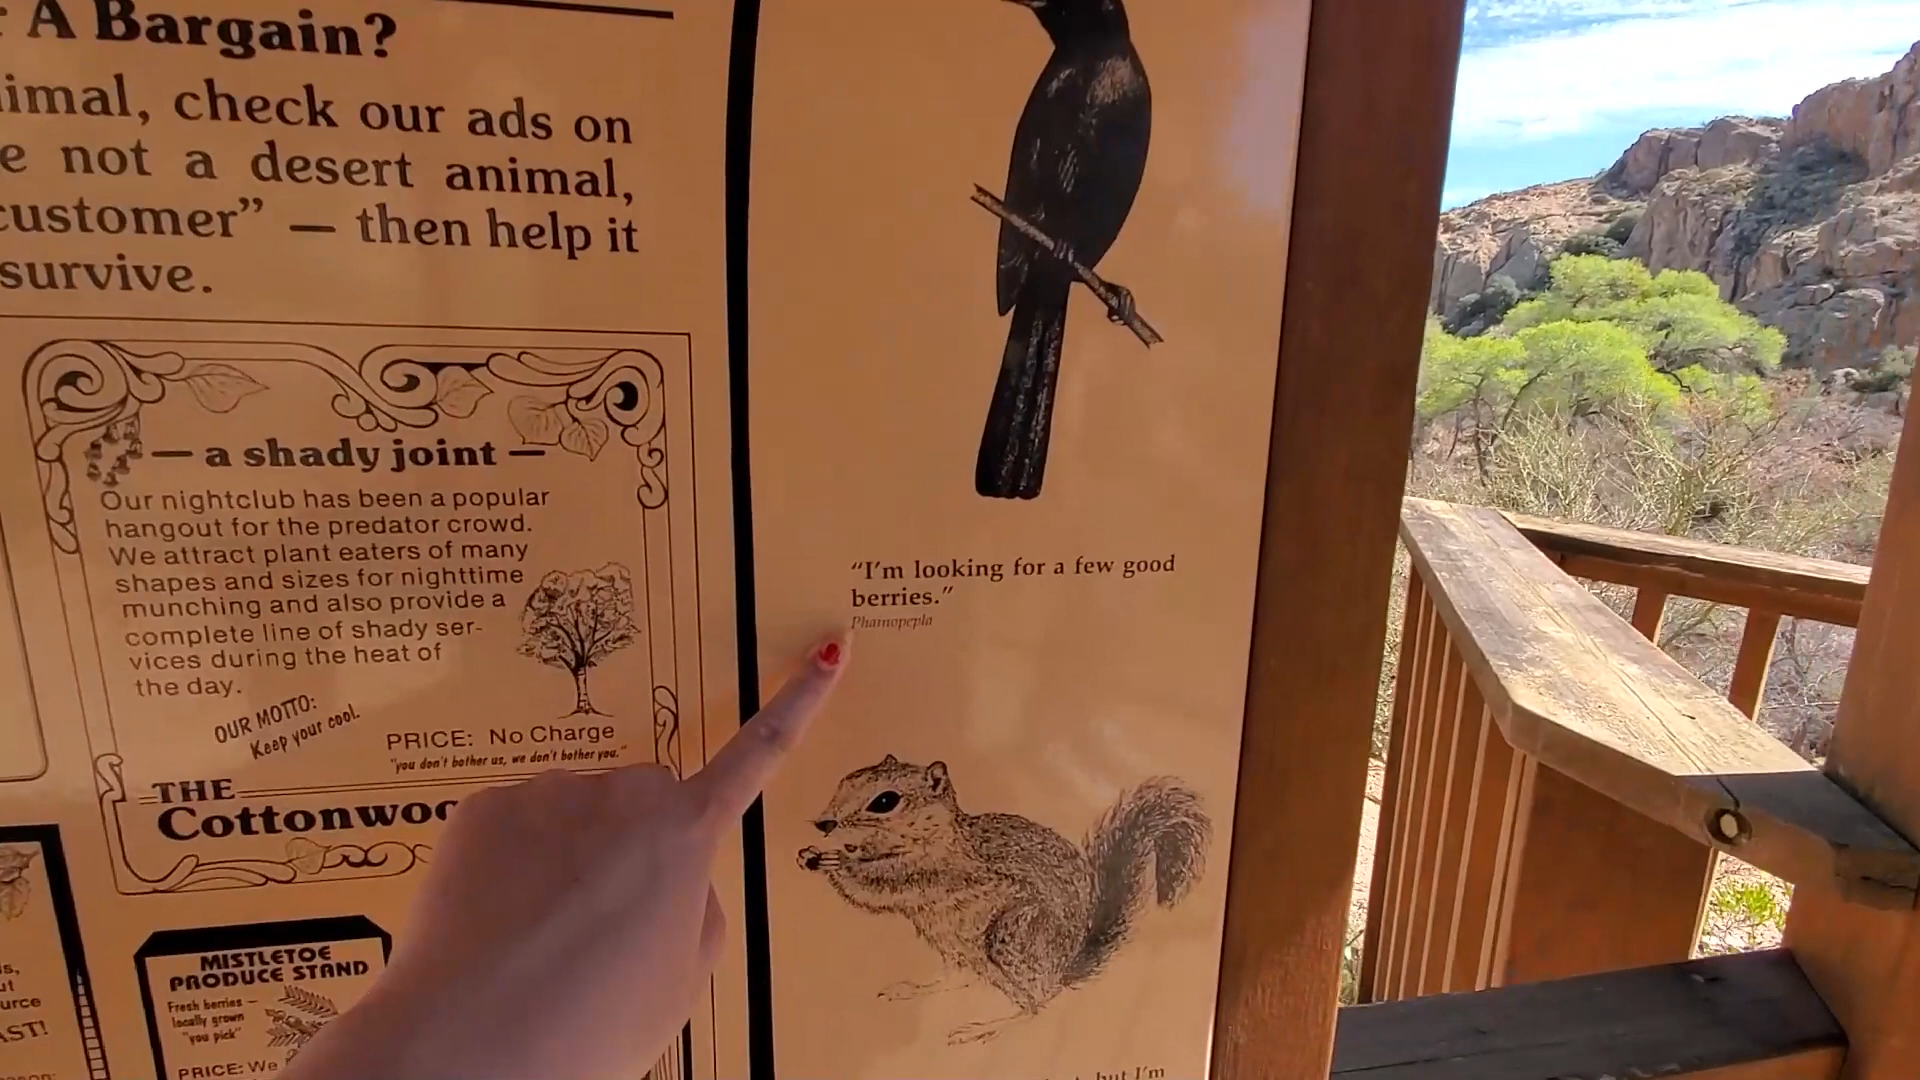 A Bargain?
animal, check our ads on
not a desert animal,
customer” — then help it
survive.
— a shady joint —
Our nightclub has been a popular
hangout for the predator crowd.
We attract plant eaters of many
shapes and sizes for nighttime
munching and also provide a
complete line of shady ser-
vices during the heat of
the day.
OUR MOTTO:
Keep your cool.
PRICE: No Charge
"you don't bother us, we don't bother you."
THE
MISTLETOE
PRODUCE STAND
Fresh berries —
locally grown
"you pick"
PRICE: We
“I'm looking for a few good
berries.”
Phainopepla
but I'm